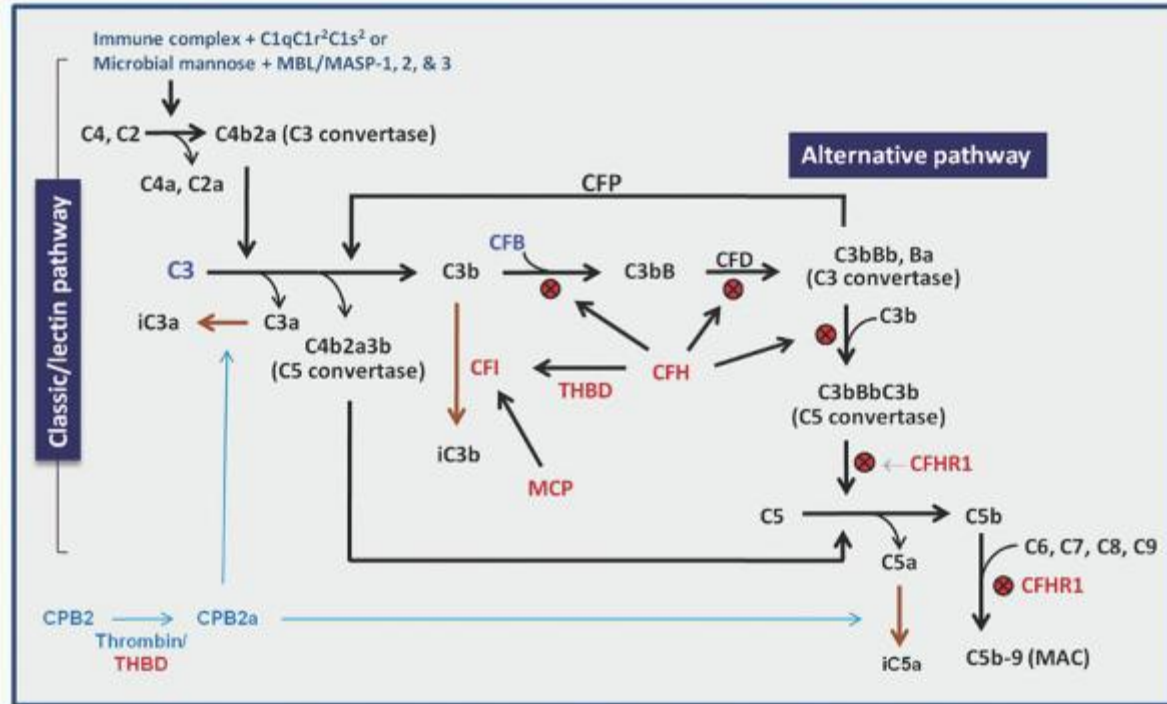 Immune complex + C1qC1r²C1s² or
Microbial mannose + MBL/MASP-1, 2, & 3
C4, C2
C4b2a (C3 convertase)
C4a, C2a
Alternative pathway
Classic/lectin pathway
CFP
C3
C3b
CFB
C3bB
CFD
C3bBb, Ba
(C3 convertase)
iC3a
C3a
C3b
C4b2a3b
(C5 convertase)
CFI
THBD
CFH
C3bBbC3b
(C5 convertase)
iC3b
MCP
CFHR1
C5
C5b
C5a
C6, C7, C8, C9
CFHR1
CPB2
CPB2a
Thrombin/
THBD
iC5a
C5b-9 (MAC)